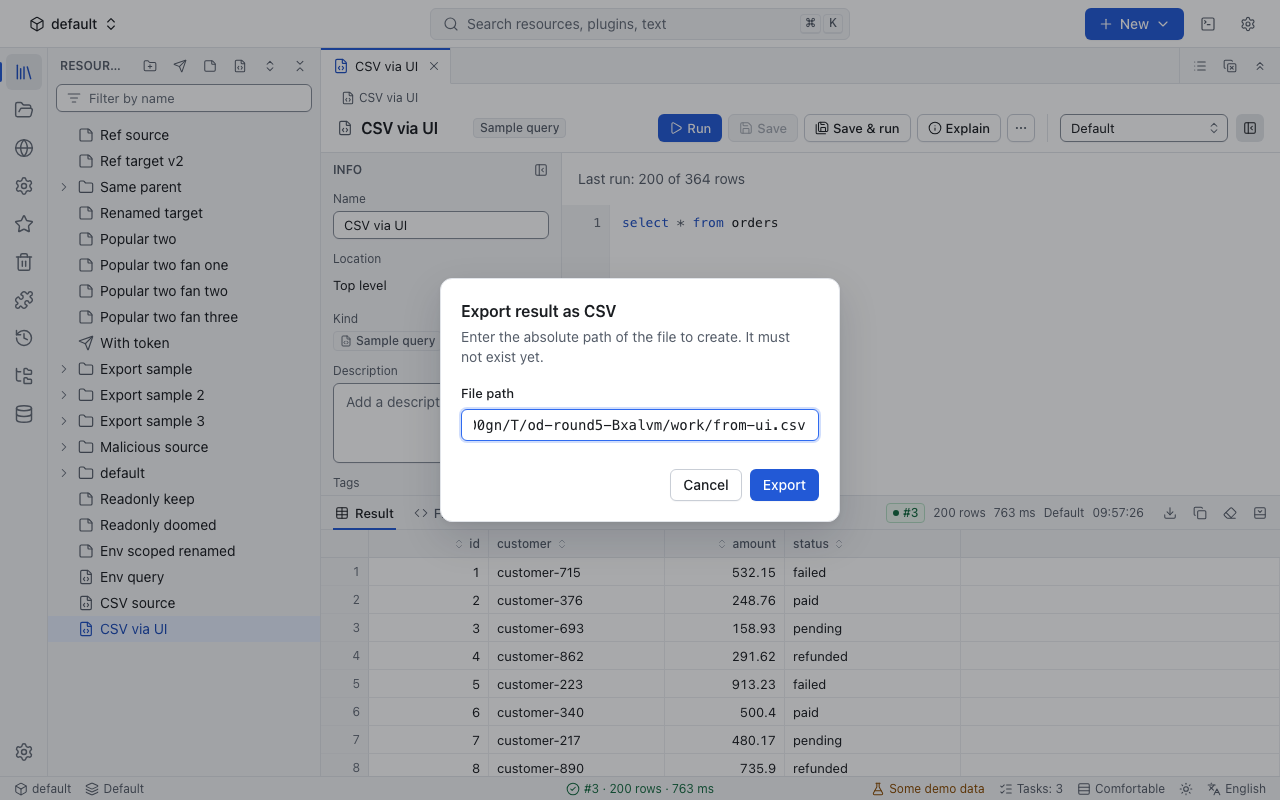 default
Search resources, plugins, text
⌘ K
New
RESOUR...
Filter by name
Ref source
Ref target v2
Same parent
Renamed target
Popular two
Popular two fan one
Popular two fan two
Popular two fan three
With token
Export sample
Export sample 2
Export sample 3
Malicious source
default
Readonly keep
Readonly doomed
Env scoped renamed
Env query
CSV source
CSV via UI
CSV via UI
CSV via UI
CSV via UI
Sample query
Run
Save
Save & run
Explain
Default
INFO
Name
CSV via UI
Location
Top level
Kind
Sample query
Description
Add a descript
Tags
Last run: 200 of 364 rows
1 select * from orders
Export result as CSV
Enter the absolute path of the file to create. It must
not exist yet.
File path
0gn/T/od-round5-Bxalvm/work/from-ui.csv
Cancel
Export
Result
#3 200 rows 763 ms Default 09:57:26
id customer amount status
1 1 customer-715 532.15 failed
2 2 customer-376 248.76 paid
3 3 customer-693 158.93 pending
4 4 customer-862 291.62 refunded
5 5 customer-223 913.23 failed
6 6 customer-340 500.4 paid
7 7 customer-217 480.17 pending
8 8 customer-890 735.9 refunded
default
Default
#3 · 200 rows · 763 ms
Some demo data
Tasks: 3
Comfortable
English